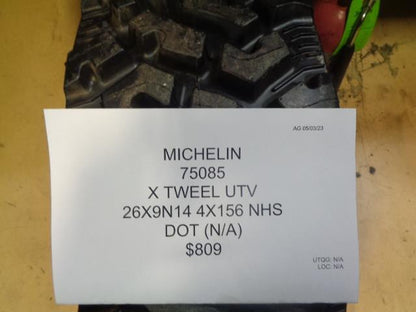 AG 05/03/23
MICHELIN
75085
X TWEEL UTV
26X9N14 4X156 NHS
DOT (N/A)
$809
UTQG: N/A
LOC: N/A